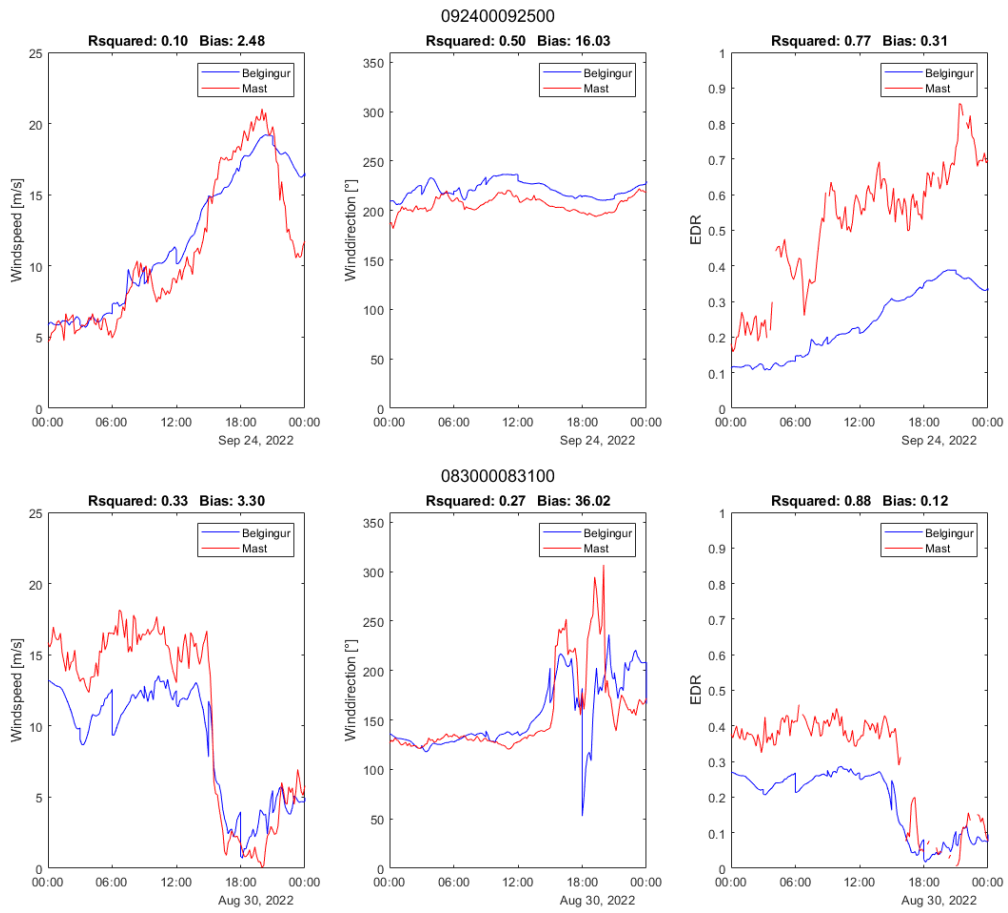 092400092500
Rsquared: 0.10 Bias: 2.48
Rsquared: 0.50 Bias: 16.03
Rsquared: 0.77 Bias: 0.31
25
20
15
10
5
0
Windspeed [m/s]
Belgingur
Mast
00:00 06:00 12:00 18:00 00:00
Sep 24, 2022
350
300
250
200
150
100
50
0
Winddirection [°]
Belgingur
Mast
00:00 06:00 12:00 18:00 00:00
Sep 24, 2022
1
0.9
0.8
0.7
0.6
0.5
0.4
0.3
0.2
0.1
0
EDR
Belgingur
Mast
00:00 06:00 12:00 18:00 00:00
Sep 24, 2022
083000083100
Rsquared: 0.33 Bias: 3.30
Rsquared: 0.27 Bias: 36.02
Rsquared: 0.88 Bias: 0.12
25
20
15
10
5
0
Windspeed [m/s]
Belgingur
Mast
00:00 06:00 12:00 18:00 00:00
Aug 30, 2022
350
300
250
200
150
100
50
0
Winddirection [°]
Belgingur
Mast
00:00 06:00 12:00 18:00 00:00
Aug 30, 2022
1
0.9
0.8
0.7
0.6
0.5
0.4
0.3
0.2
0.1
0
EDR
Belgingur
Mast
00:00 06:00 12:00 18:00 00:00
Aug 30, 2022